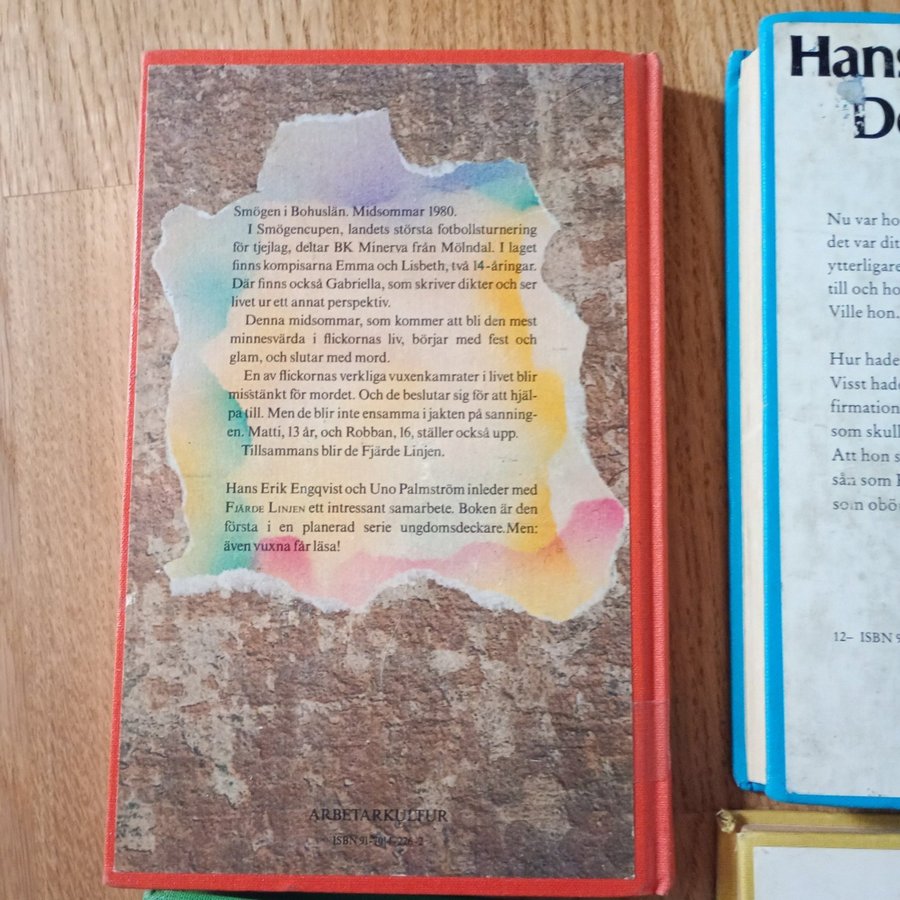 Smögen i Bohuslän. Midsommar 1980.
I Smögencupen, landets största fotbollsturnering
för tjejlag, deltar BK Minerva från Mölndal. I laget
finns kompisarna Emma och Lisbeth, två 14-åringar.
Där finns också Gabriella, som skriver dikter och ser
livet ur ett annat perspektiv.
Denna midsommar, som kommer att bli den mest
minnesvärda i flickornas liv, börjar med fest och
glam, och slutar med mord.
En av flickornas verkliga vuxenkamrater i livet blir
misstänkt för mordet. Och de beslutar sig för att hjäl-
pa till. Men de blir inte ensamma i jakten på sanning-
en. Matti, 13 år, och Robban, 16, ställer också upp.
Tillsammans blir de Fjärde Linjen.
Hans Erik Engqvist och Uno Palmström inleder med
FJÄRDE LINJEN ett intressant samarbete. Boken är den
första i en planerad serie ungdomsdeckare. Men:
även vuxna får läsa!
ARBETARKULTUR
ISBN
Hans
De
Nu var ho
det var dit
ytterligare
till och ho
Ville hon.
Hur hade
Visst hade
firmation
som skull
Att hon s
sån som
som obö
12– ISBN 9